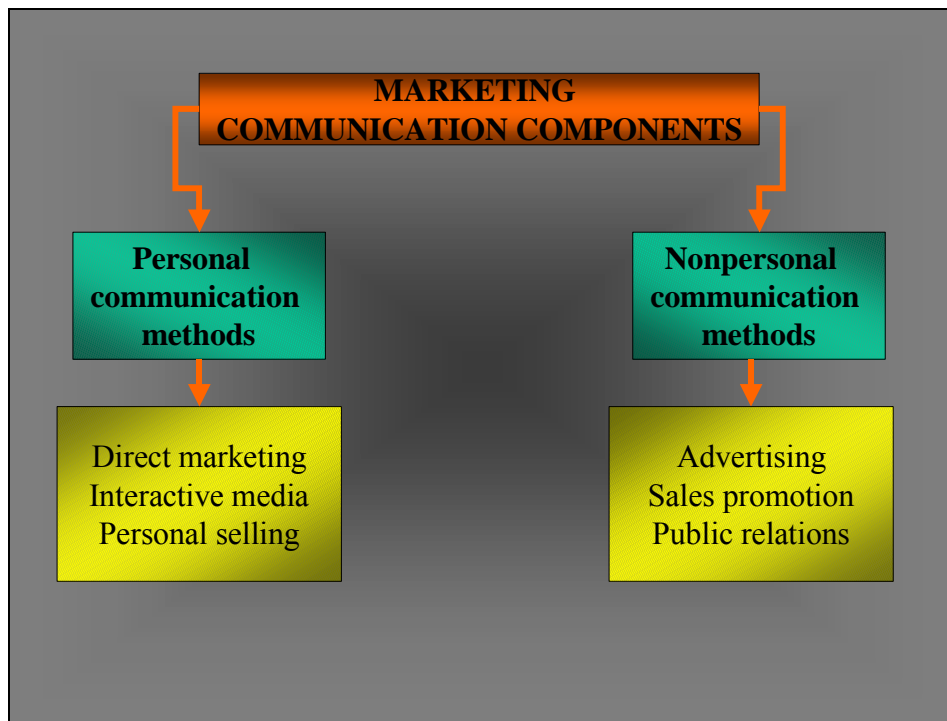 MARKETING
COMMUNICATION COMPONENTS
Personal
communication
methods
Nonpersonal
communication
methods
Direct marketing
Interactive media
Personal selling
Advertising
Sales promotion
Public relations